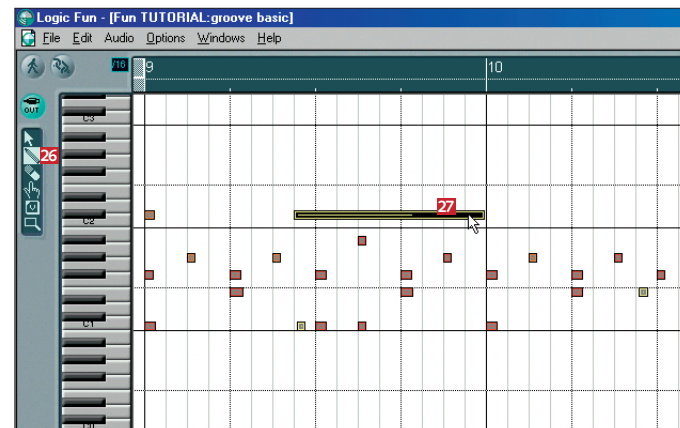 Logic Fun - [Fun TUTORIAL:groove basic]
File Edit Audio Options Windows Help
/16 9 10
OUT
C3
26
27
C2
C1
C0